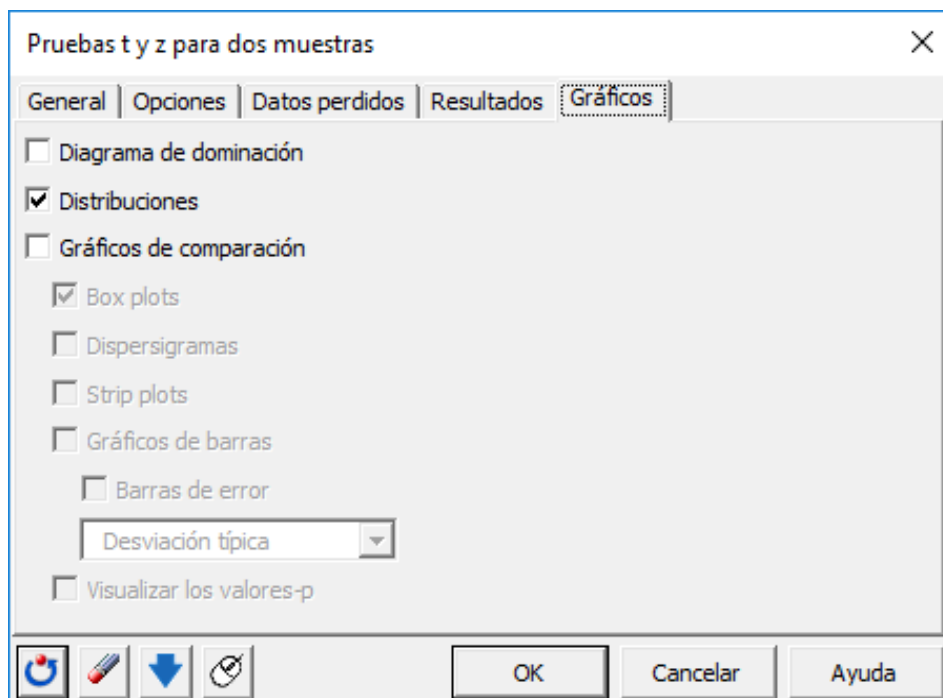 Pruebas t y z para dos muestras
General Opciones Datos perdidos Resultados Gráficos
Diagrama de dominación
Distribuciones
Gráficos de comparación
Box plots
Dispersigramas
Strip plots
Gráficos de barras
Barras de error
Desviación típica
Visualizar los valores-p
OK Cancelar Ayuda